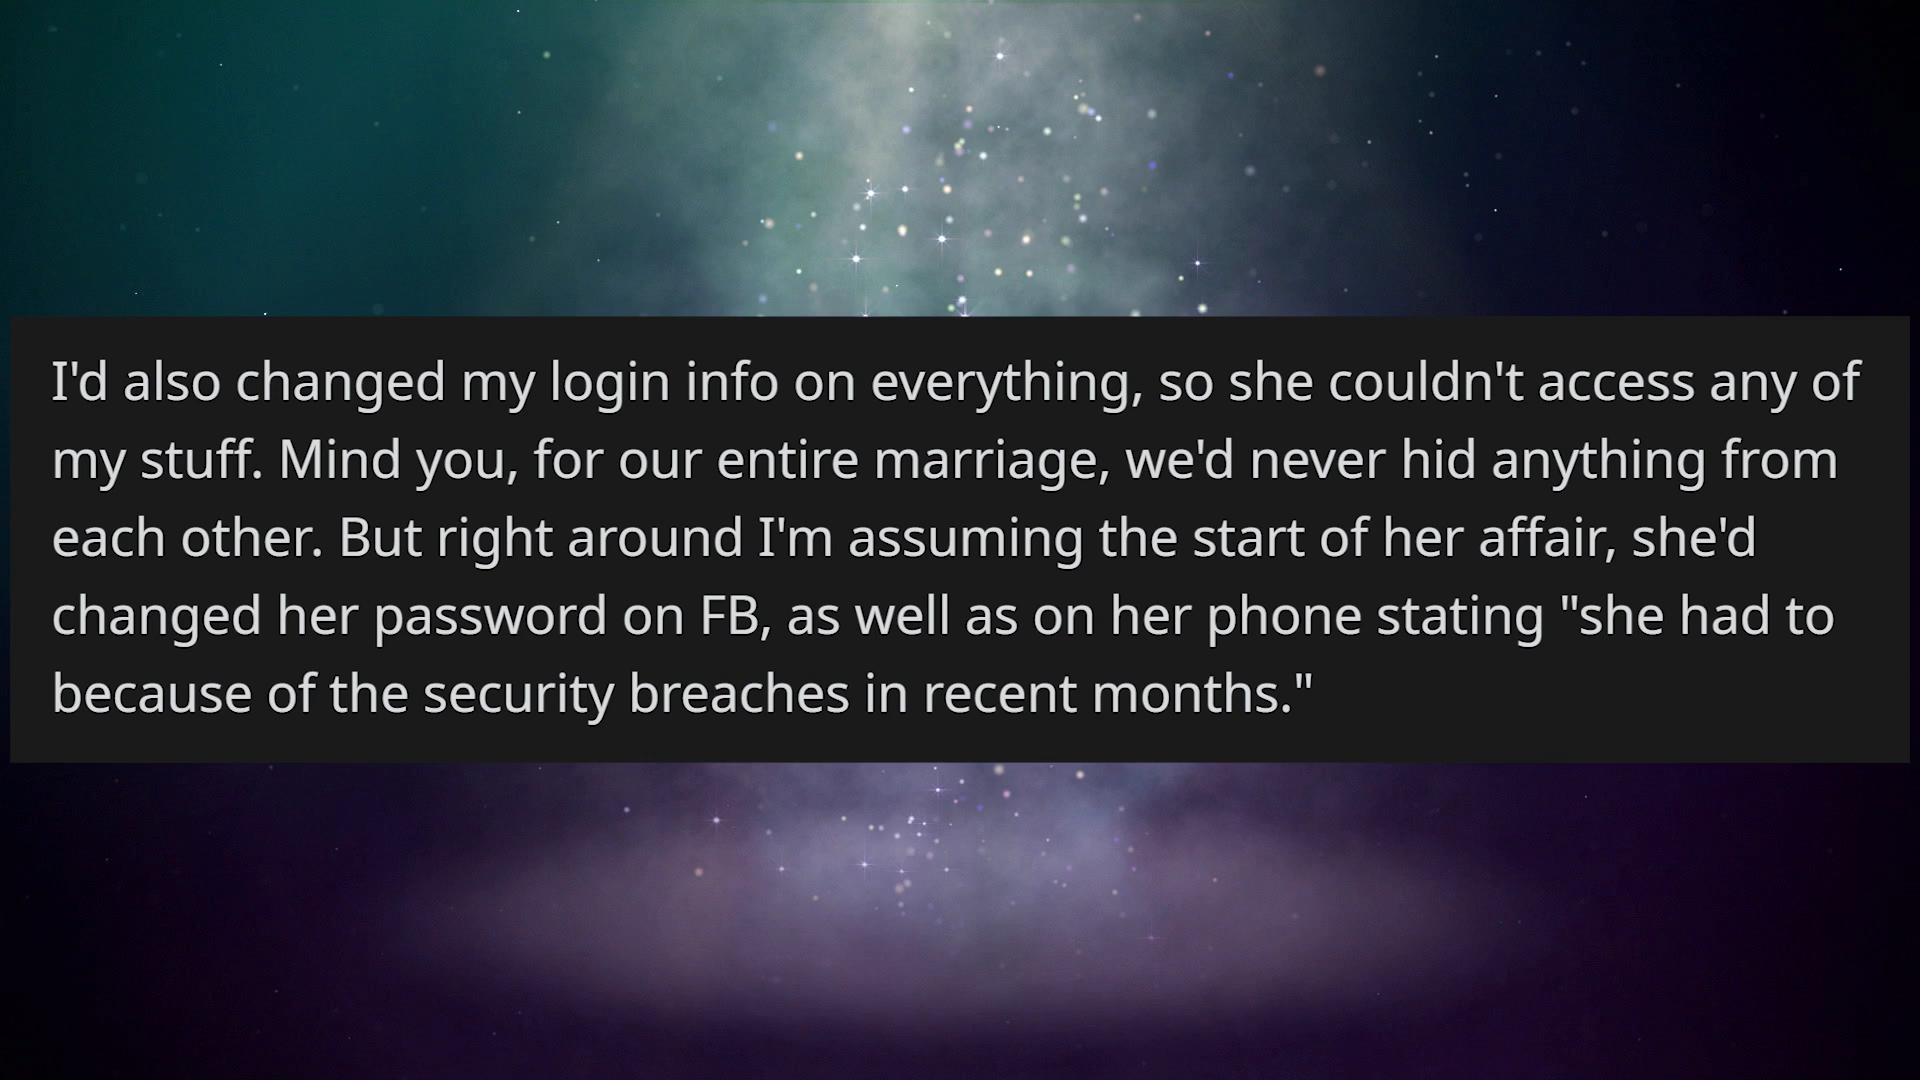 I'd also changed my login info on everything, so she couldn't access any of
my stuff. Mind you, for our entire marriage, we'd never hid anything from
each other. But right around I'm assuming the start of her affair, she'd
changed her password on FB, as well as on her phone stating "she had to
because of the security breaches in recent months."